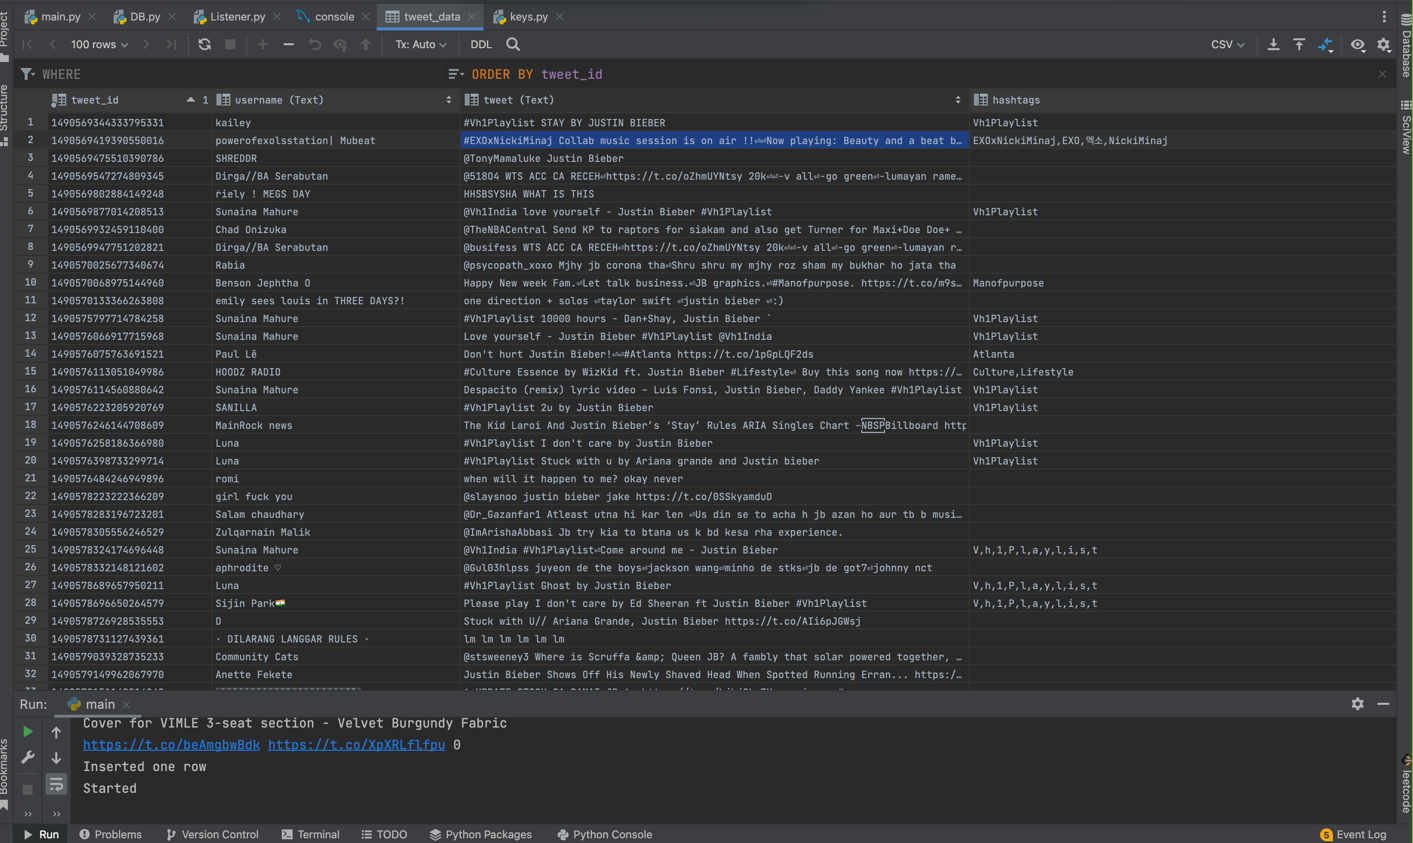 main.py DB.py Listener.py console tweet_data keys.py
100 rows Tx: Auto DDL CSV
WHERE ORDER BY tweet_id
tweet_id 1 username (Text) tweet (Text) hashtags
1 1490569344333795331 kailey #Vh1Playlist STAY BY JUSTIN BIEBER Vh1Playlist
2 1490569419390550016 powerofexolsstation| Mubeat #EXOxNickiMinaj Collab music session is on air !!⏎⏎Now playing: Beauty and a beat b… EXOxNickiMinaj,EXO,엑소,NickiMinaj
3 1490569475510390786 SHREDDR @TonyMamaluke Justin Bieber
4 1490569547274809345 Dirga//BA Serabutan @51804 WTS ACC CA RECEH⏎https://t.co/oZhmUYNtsy 20k⏎⏎-v all⏎-go green⏎-lumayan rame…
5 1490569802884149248 ŕiely ! MEGS DAY HHSBSYSHA WHAT IS THIS
6 1490569877014208513 Sunaina Mahure @Vh1India love yourself - Justin Bieber #Vh1Playlist Vh1Playlist
7 1490569932459110400 Chad Onizuka @TheNBACentral Send KP to raptors for siakam and also get Turner for Maxi+Doe Doe+ …
8 1490569947751202821 Dirga//BA Serabutan @busifess WTS ACC CA RECEH⏎https://t.co/oZhmUYNtsy 20k⏎⏎-v all⏎-go green⏎-lumayan r…
9 1490570025677340674 Rabia @psycopath_xoxo Mjhy jb corona tha⏎Shru shru my mjhy roz sham my bukhar ho jata tha
10 1490570068975144960 Benson Jephtha O Happy New week Fam.⏎Let talk business.⏎JB graphics.⏎#Manofpurpose. https://t.co/m9s… Manofpurpose
11 1490570133366263808 emily sees louis in THREE DAYS?! one direction + solos ⏎taylor swift ⏎justin bieber ⏎:)
12 1490575797714784258 Sunaina Mahure #Vh1Playlist 10000 hours - Dan+Shay, Justin Bieber ` Vh1Playlist
13 1490576066917715968 Sunaina Mahure Love yourself - Justin Bieber #Vh1Playlist @Vh1India Vh1Playlist
14 1490576075763691521 Paul Lê Don't hurt Justin Bieber!⏎⏎#Atlanta https://t.co/1pGpLQF2ds Atlanta
15 1490576113051049986 HOODZ RADIO #Culture Essence by WizKid ft. Justin Bieber #Lifestyle⏎ Buy this song now https://… Culture,Lifestyle
16 1490576114560880642 Sunaina Mahure Despacito (remix) lyric video – Luis Fonsi, Justin Bieber, Daddy Yankee #Vh1Playlist Vh1Playlist
17 1490576223205920769 SANILLA #Vh1Playlist 2u by Justin Bieber Vh1Playlist
18 1490576246144708609 MainRock news The Kid Laroi And Justin Bieber’s ‘Stay’ Rules ARIA Singles Chart –NBSPBillboard http
19 1490576258186366980 Luna #Vh1Playlist I don't care by Justin Bieber Vh1Playlist
20 1490576398733299714 Luna #Vh1Playlist Stuck with u by Ariana grande and Justin bieber Vh1Playlist
21 1490576484246949896 romi when will it happen to me? okay never
22 1490578223222366209 girl fuck you @slaysnoo justin bieber jake https://t.co/0SSkyamduD
23 1490578283196723201 Salam chaudhary @Dr_Gazanfar1 Atleast utna hi kar len ⏎Us din se to acha h jb azan ho aur tb b musi…
24 1490578305556246529 Zulqarnain Malik @ImArishaAbbasi Jb try kia to btana us k bd kesa rha experience.
25 1490578324174696448 Sunaina Mahure @Vh1India #Vh1Playlist⏎Come around me - Justin Bieber V,h,1,P,l,a,y,l,i,s,t
26 1490578332148121602 aphrodite ♡ @Gul03hlpss juyeon de the boys⏎jackson wang⏎minho de stks⏎jb de got7⏎johnny nct
27 1490578689657950211 Luna #Vh1Playlist Ghost by Justin Bieber V,h,1,P,l,a,y,l,i,s,t
28 1490578696650264579 Sijin Park🇮🇳 Please play I don't care by Ed Sheeran ft Justin Bieber #Vh1Playlist V,h,1,P,l,a,y,l,i,s,t
29 1490578726928535553 D Stuck with U// Ariana Grande, Justin Bieber https://t.co/AIi6pJGWsj
30 1490578731127439361 · DILARANG LANGGAR RULES · lm lm lm lm lm lm
31 1490579039328735233 Community Cats @stsweeney3 Where is Scruffa &amp; Queen JB? A fambly that solar powered together, …
32 1490579149962067970 Anette Fekete Justin Bieber Shows Off His Newly Shaved Head When Spotted Running Erran... https:/…
Run: main
Cover for VIMLE 3-seat section - Velvet Burgundy Fabric
https://t.co/beAmgbwBdk https://t.co/XpXRLflfpu 0
Inserted one row
Started
Run Problems Version Control Terminal TODO Python Packages Python Console 5 Event Log
Project
Structure
Bookmarks
Database
SciView
leetcode